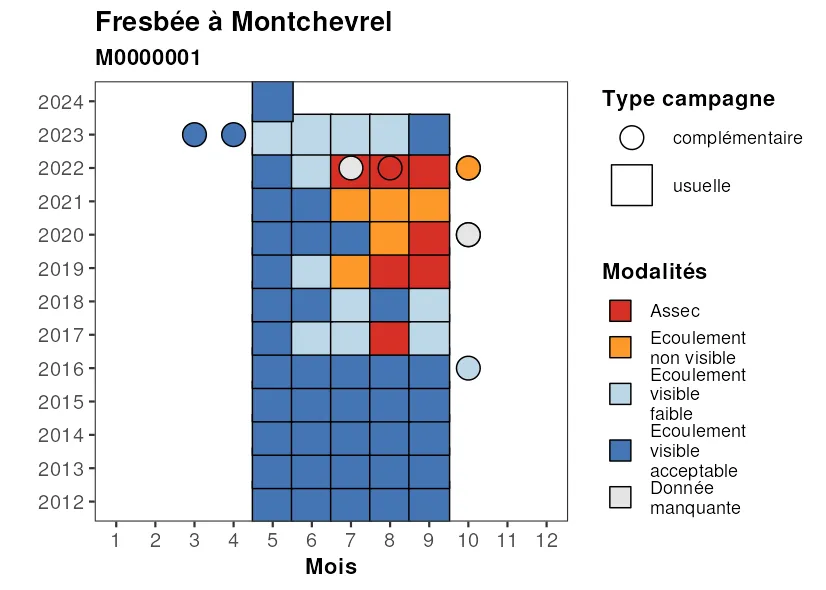 Fresbée à Montchevrel
M0000001
2024
2023
2022
2021
2020
2019
2018
2017
2016
2015
2014
2013
2012
1 2 3 4 5 6 7 8 9 10 11 12
Mois
Type campagne
complémentaire
usuelle
Modalités
Assec
Ecoulement
non visible
Ecoulement
visible
faible
Ecoulement
visible
acceptable
Donnée
manquante